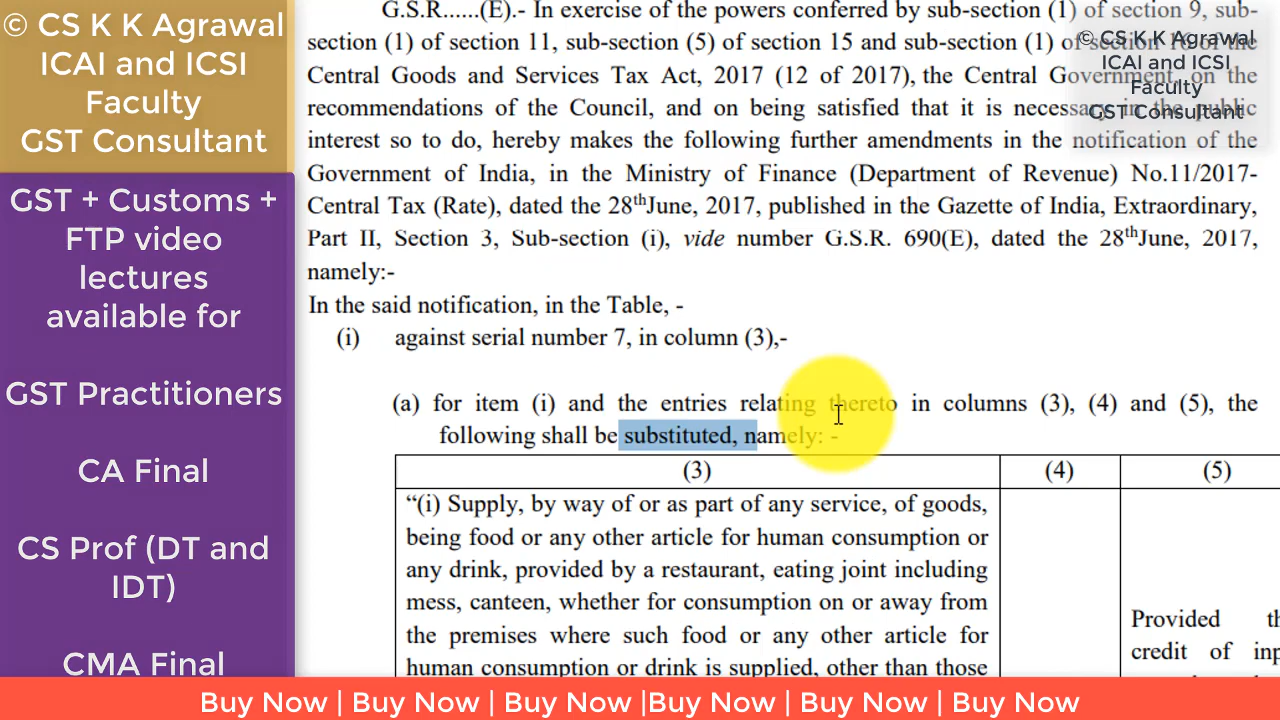 © CS K K Agrawal
ICAI and ICSI
Faculty
GST Consultant
GST + Customs +
FTP video
lectures
available for
GST Practitioners
CA Final
CS Prof (DT and
IDT)
CMA Final
G.S.R......(E).- In exercise of the powers conferred by sub-section (1) of section 9, sub-
section (1) of section 11, sub-section (5) of section 15 and sub-section (1) of section 16 of the
Central Goods and Services Tax Act, 2017 (12 of 2017), the Central Government, on the
recommendations of the Council, and on being satisfied that it is necessary in the public
interest so to do, hereby makes the following further amendments in the notification of the
Government of India, in the Ministry of Finance (Department of Revenue) No.11/2017-
Central Tax (Rate), dated the 28thJune, 2017, published in the Gazette of India, Extraordinary,
Part II, Section 3, Sub-section (i), vide number G.S.R. 690(E), dated the 28thJune, 2017,
namely:-
In the said notification, in the Table, -
(i) against serial number 7, in column (3),-
(a) for item (i) and the entries relating thereto in columns (3), (4) and (5), the
following shall be substituted, namely: -
(3) (4) (5)
“(i) Supply, by way of or as part of any service, of goods,
being food or any other article for human consumption or
any drink, provided by a restaurant, eating joint including
mess, canteen, whether for consumption on or away from
the premises where such food or any other article for
human consumption or drink is supplied, other than those
Provided
credit of
© CS K K Agrawal
ICAI and ICSI
Faculty
GST Consultant
Buy Now | Buy Now | Buy Now |Buy Now | Buy Now | Buy Now